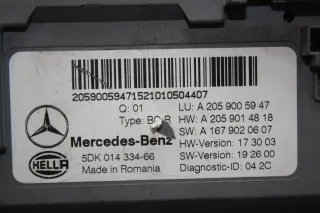 20590059471521010504407
Q: 01
LU: A 205 900 59 47
Type: BC-R
HW: A 205 901 48 18
SW: A 167 902 06 07
Mercedes-Benz
HW-Version: 17 30 03
5DK 014 334-66
SW-Version: 19 26 00
HELLA
Made in Romania
Diagnostic-ID: 04 2C